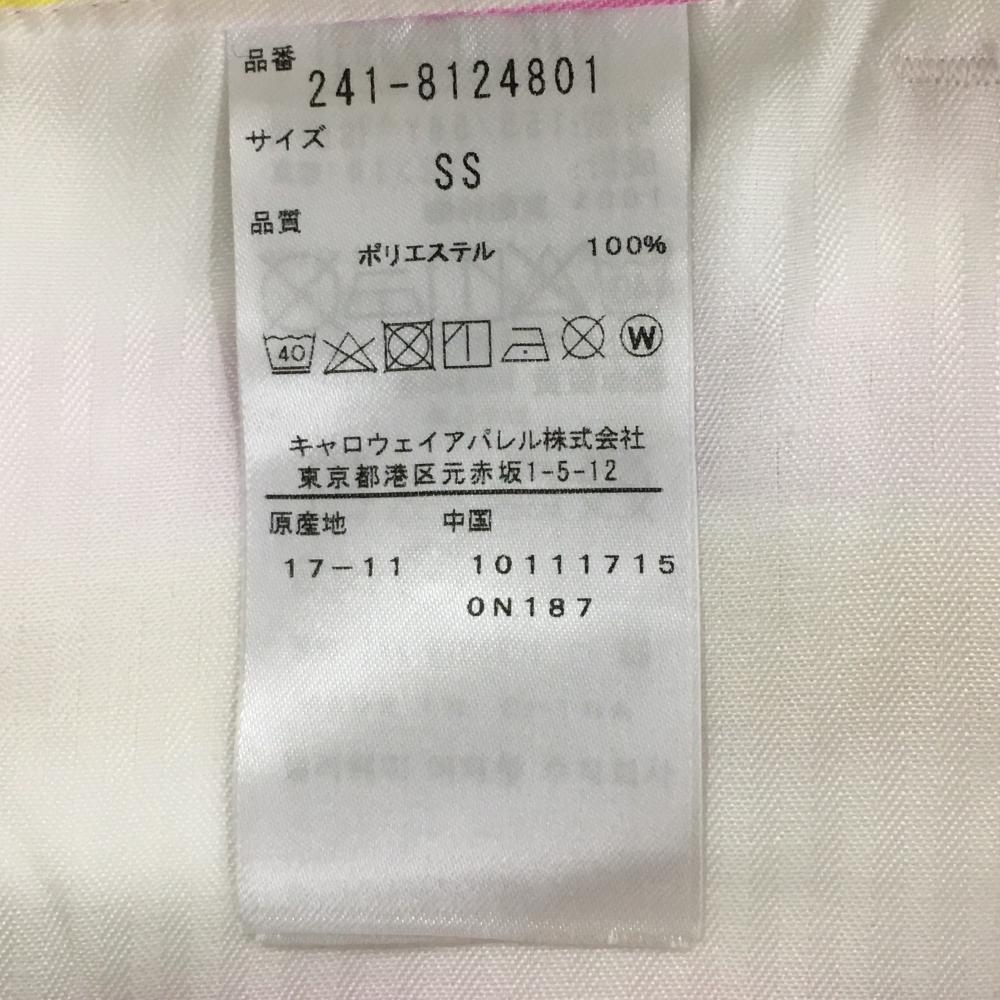 品番
241-8124801
サイズ
SS
品質
ポリエステル 100%
40 W
キャロウェイアパレル株式会社
東京都港区元赤坂1-5-12
原産地 中国
17-11 10111715
0N187